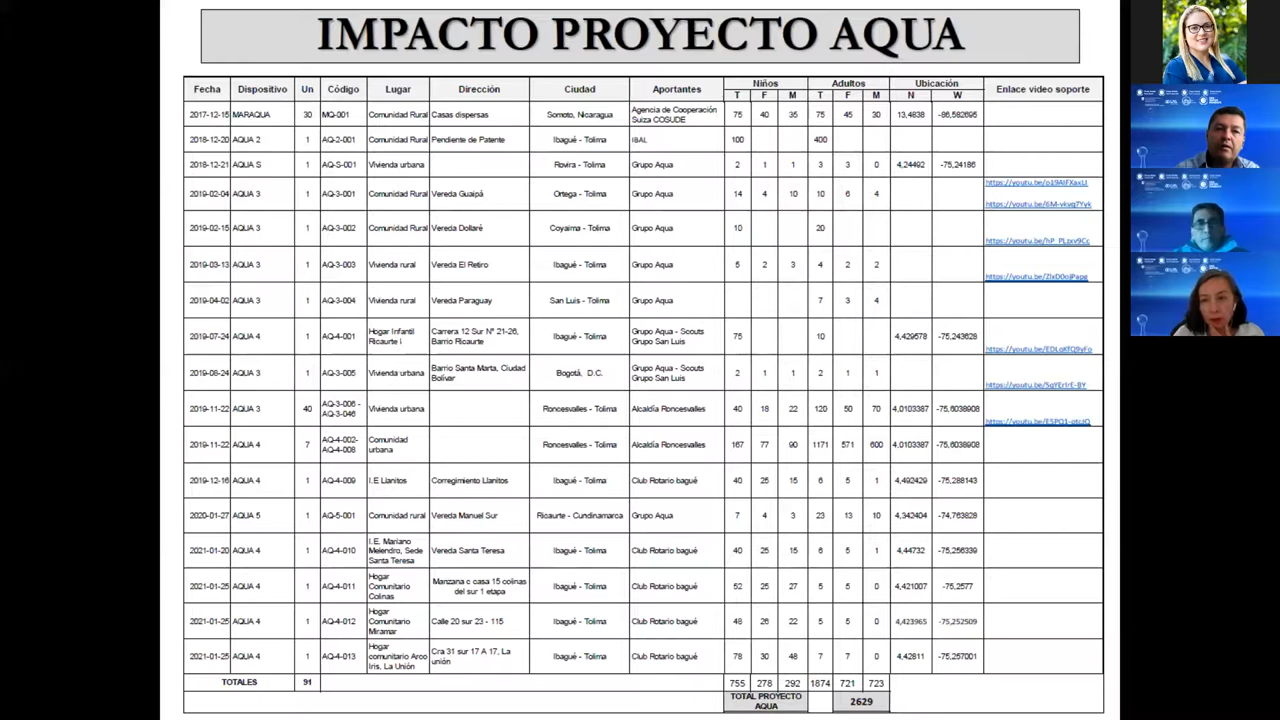 IMPACTO PROYECTO AQUA
Fecha Dispositivo Un Código Lugar Dirección Ciudad Aportantes Niños Adultos Ubicación Enlace video soporte
T F M T F M N W
2017-12-15 MARAQUA 30 MQ-001 Comunidad Rural Casas dispersas Somoto, Nicaragua Agencia de Cooperación Suiza COSUDE 75 40 35 75 45 30 13,4838 -86,582695
2018-12-20 AQUA 2 1 AQ-2-001 Comunidad Rural Pendiente de Patente Ibagué - Tolima IBAL 100 400
2018-12-21 AQUA S 1 AQ-S-001 Vivienda urbana Rovira - Tolima Grupo Aqua 2 1 1 3 3 0 4,24492 -75,24186
2019-02-04 AQUA 3 1 AQ-3-001 Comunidad Rural Vereda Guaipá Ortega - Tolima Grupo Aqua 14 4 10 10 6 4
2019-02-15 AQUA 3 1 AQ-3-002 Comunidad Rural Vereda Dollaré Coyaima - Tolima Grupo Aqua 10 20
2019-03-13 AQUA 3 1 AQ-3-003 Vivienda rural Vereda El Retiro Ibagué - Tolima Grupo Aqua 5 2 3 4 2 2
2019-04-02 AQUA 3 1 AQ-3-004 Vivienda rural Vereda Paraguay San Luis - Tolima Grupo Aqua 7 3 4
2019-07-24 AQUA 4 1 AQ-4-001 Hogar Infantil Ricaurte I Carrera 12 Sur Nº 21-26, Barrio Ricaurte Ibagué - Tolima Grupo Aqua - Scouts Grupo San Luis 75 10 4,429578 -75,243628
2019-08-24 AQUA 3 1 AQ-3-005 Vivienda urbana Barrio Santa Marta, Ciudad Bolívar Bogotá, D.C. Grupo Aqua - Scouts Grupo San Luis 2 1 1 2 1 1
2019-11-22 AQUA 3 40 AQ-3-006 - AQ-3-046 Vivienda urbana Roncesvalles - Tolima Alcaldía Roncesvalles 40 18 22 120 50 70 4,0103387 -75,6038908
2019-11-22 AQUA 4 7 AQ-4-002- AQ-4-008 Comunidad urbana Roncesvalles - Tolima Alcaldía Roncesvalles 167 77 90 1171 571 600 4,0103387 -75,6038908
2019-12-16 AQUA 4 1 AQ-4-009 I.E Llanitos Corregimiento Llanitos Ibagué - Tolima Club Rotario bagué 40 25 15 6 5 1 4,492429 -75,288143
2020-01-27 AQUA 5 1 AQ-5-001 Comunidad rural Vereda Manuel Sur Ricaurte - Cundinamarca Grupo Aqua 7 4 3 23 13 10 4,342404 -74,763828
2021-01-20 AQUA 4 1 AQ-4-010 I.E. Mariano Melendro, Sede Santa Teresa Vereda Santa Teresa Ibagué - Tolima Club Rotario bagué 40 25 15 6 5 1 4,44732 -75,256339
2021-01-25 AQUA 4 1 AQ-4-011 Hogar Comunitario Colinas Manzana c casa 15 colinas del sur 1 etapa Ibagué - Tolima Club Rotario bagué 52 25 27 5 5 0 4,421007 -75,2577
2021-01-25 AQUA 4 1 AQ-4-012 Hogar Comunitario Miramar Calle 20 sur 23 - 115 Ibagué - Tolima Club Rotario bagué 48 26 22 5 5 0 4,423965 -75,252509
2021-01-25 AQUA 4 1 AQ-4-013 Hogar comunitario Arco Iris, La Unión Cra 31 sur 17 A 17, La unión Ibagué - Tolima Club Rotario bagué 78 30 48 7 7 0 4,42811 -75,257001
TOTALES 91 755 278 292 1874 721 723
TOTAL PROYECTO AQUA 2629